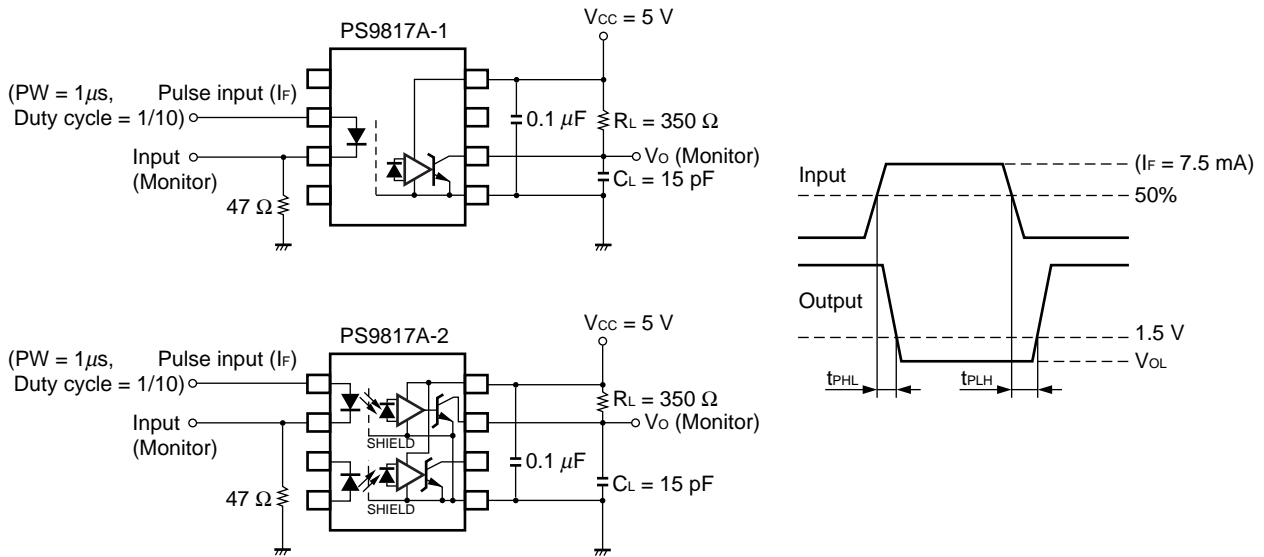 VCC = 5 V
PS9817A-1
(PW = 1μs, Pulse input (IF)
Duty cycle = 1/10)
0.1 μF
RL = 350 Ω
Input
(Monitor)
VO (Monitor)
CL = 15 pF
47 Ω
VCC = 5 V
PS9817A-2
(PW = 1μs, Pulse input (IF)
Duty cycle = 1/10)
RL = 350 Ω
Input
(Monitor)
VO (Monitor)
SHIELD
0.1 μF
CL = 15 pF
47 Ω
SHIELD
Input
(IF = 7.5 mA)
50%
Output
1.5 V
VOL
tPHL
tPLH